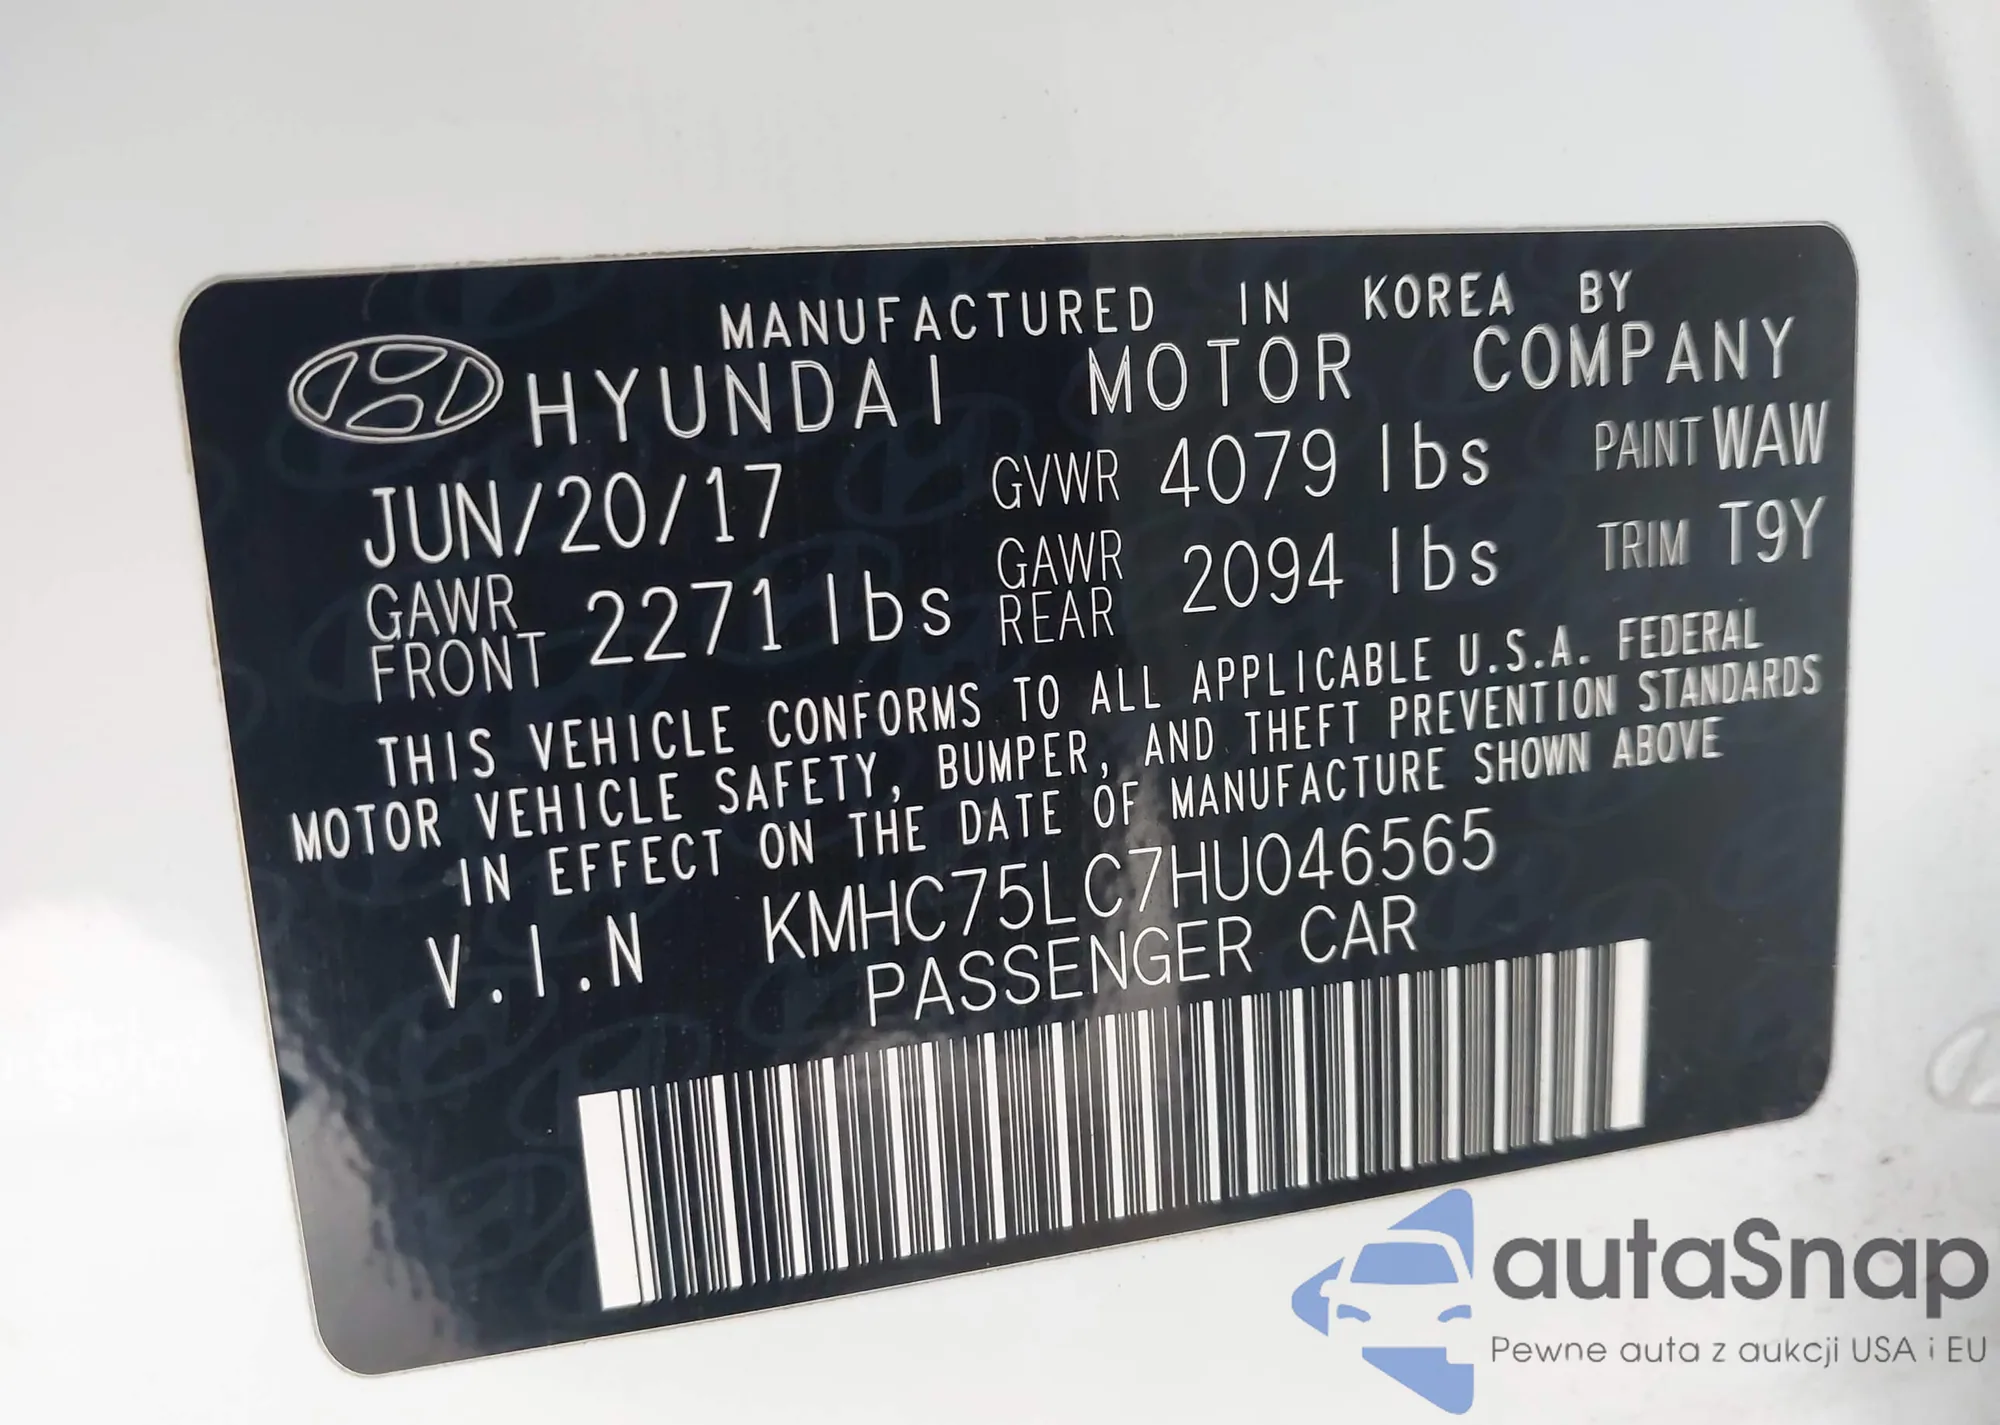 MANUFACTURED IN KOREA BY
HYUNDAI MOTOR COMPANY
JUN/20/17 GVWR 4079 lbs PAINT WAW
GAWR FRONT 2271 lbs GAWR REAR 2094 lbs TRIM T9Y
THIS VEHICLE CONFORMS TO ALL APPLICABLE U.S.A. FEDERAL
MOTOR VEHICLE SAFETY, BUMPER, AND THEFT PREVENTION STANDARDS
IN EFFECT ON THE DATE OF MANUFACTURE SHOWN ABOVE
V.I.N KMHC75LC7HU046565
PASSENGER CAR
autaSnap
Pewne auta z aukcji USA i EU